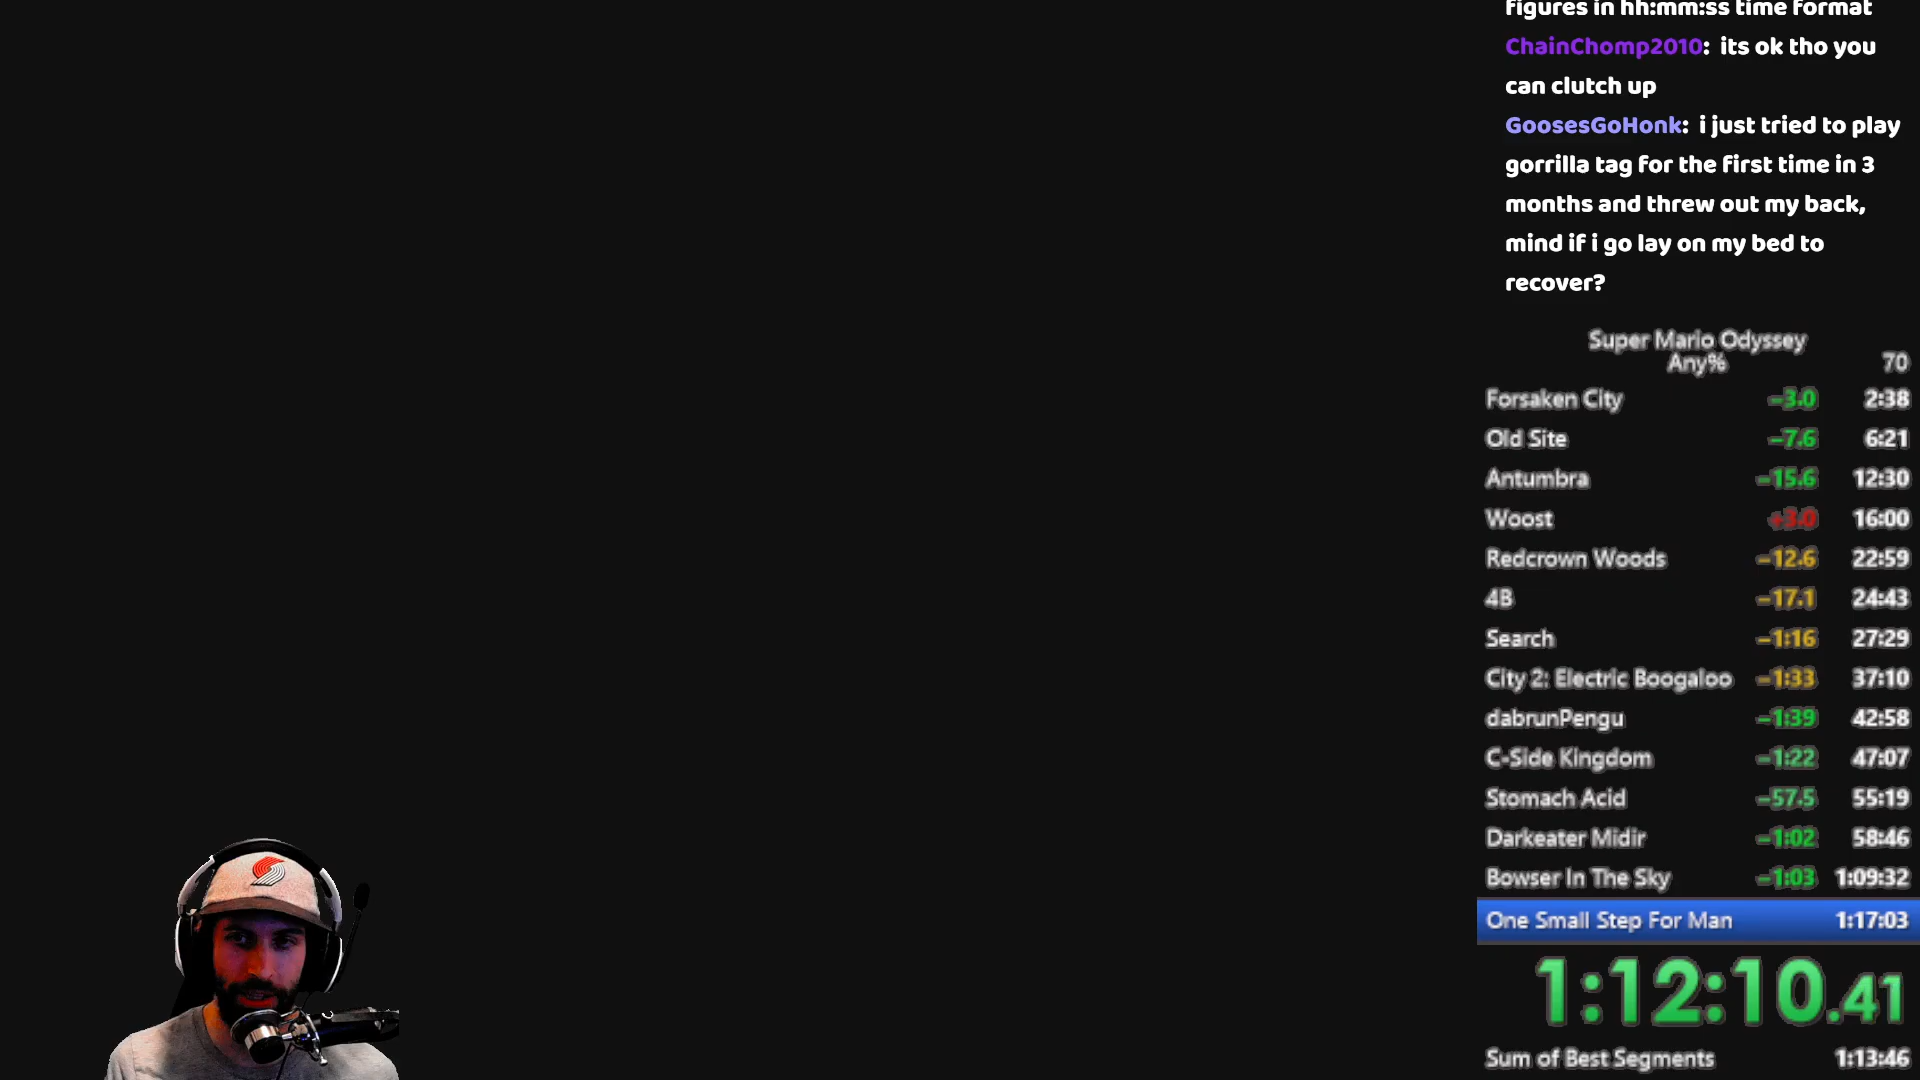 figures in hh:mm:ss time format
ChainChomp2010: its ok tho you
can clutch up
GoosesGoHonk: i just tried to play
gorrilla tag for the first time in 3
months and threw out my back,
mind if i go lay on my bed to
recover?
Super Mario Odyssey
Any% 70
Forsaken City -3.0 2:38
Old Site -7.6 6:21
Antumbra -15.6 12:30
Woost +3.0 16:00
Redcrown Woods -12.6 22:59
4B -17.1 24:43
Search -1:16 27:29
City 2: Electric Boogaloo -1:33 37:10
dabrunPengu -1:39 42:58
C-Side Kingdom -1:22 47:07
Stomach Acid -57.5 55:19
Darkeater Midir -1:02 58:46
Bowser In The Sky -1:03 1:09:32
One Small Step For Man 1:17:03
1:12:10.41
Sum of Best Segments 1:13:46